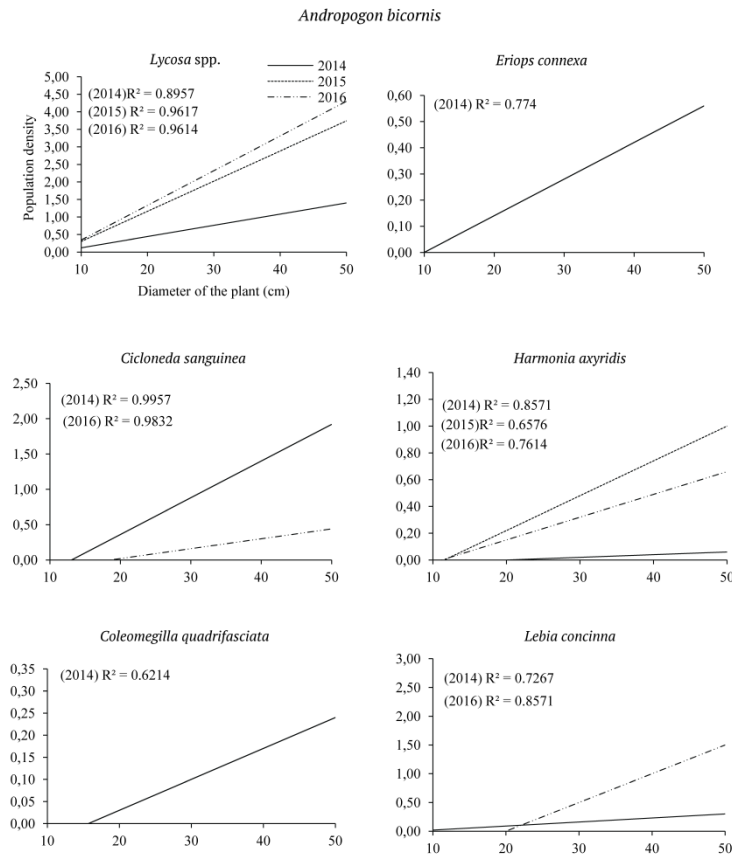 Andropogon bicornis
Lycosa spp.
2014
2015
2016
5,00
4,50
4,00
3,50
3,00
2,50
2,00
1,50
1,00
0,50
0,00
(2014)R² = 0.8957
(2015) R² = 0.9617
(2016) R² = 0.9614
Population density
10 20 30 40 50
Diameter of the plant (cm)
Eriops connexa
0,60
0,50
0,40
0,30
0,20
0,10
0,00
(2014) R² = 0.774
10 20 30 40 50
Cicloneda sanguinea
2,50
2,00
1,50
1,00
0,50
0,00
(2014) R² = 0.9957
(2016) R² = 0.9832
10 20 30 40 50
Harmonia axyridis
1,40
1,20
1,00
0,80
0,60
0,40
0,20
0,00
(2014) R² = 0.8571
(2015) R² = 0.6576
(2016)R² = 0.7614
10 20 30 40 50
Coleomegilla quadrifasciata
0,35
0,30
0,25
0,20
0,15
0,10
0,05
0,00
(2014) R² = 0.6214
10 20 30 40 50
Lebia concinna
3,00
2,50
2,00
1,50
1,00
0,50
0,00
(2014) R² = 0.7267
(2016) R² = 0.8571
10 20 30 40 50